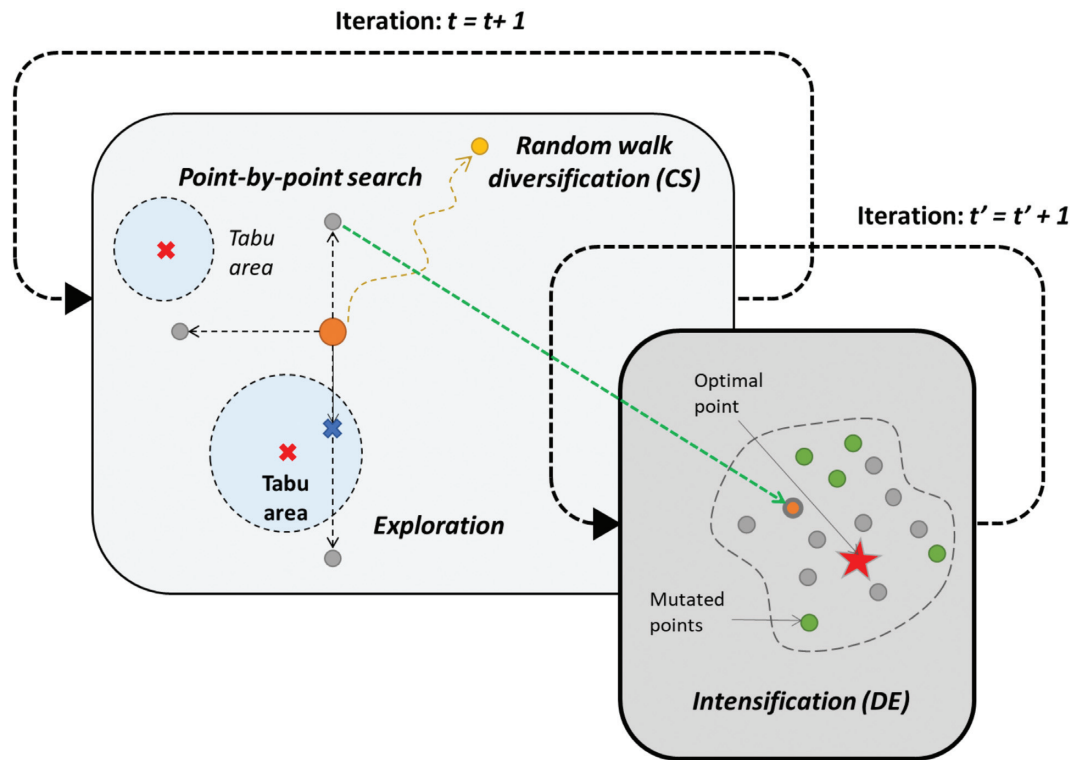 Iteration: t = t+ 1
Random walk
diversification (CS)
Point-by-point search
Tabu
area
Iteration: t' = t' + 1
Optimal
point
Tabu
area
Exploration
Mutated
points
Intensification (DE)